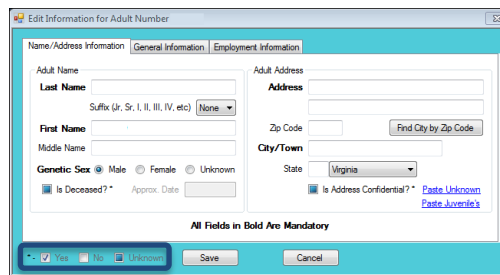 Edit Information for Adult Number
Name/Address Information General Information Employment Information
Adult Name
Last Name
Suffix (Jr, Sr, I, II, III, IV, etc) None
First Name
Middle Name
Genetic Sex Male Female Unknown
Is Deceased? * Approx. Date
Adult Address
Address
Zip Code Find City by Zip Code
City/Town
State Virginia
Is Address Confidential? * Paste Unknown
Paste Juvenile's
All Fields in Bold Are Mandatory
* - Yes No Unknown Save Cancel